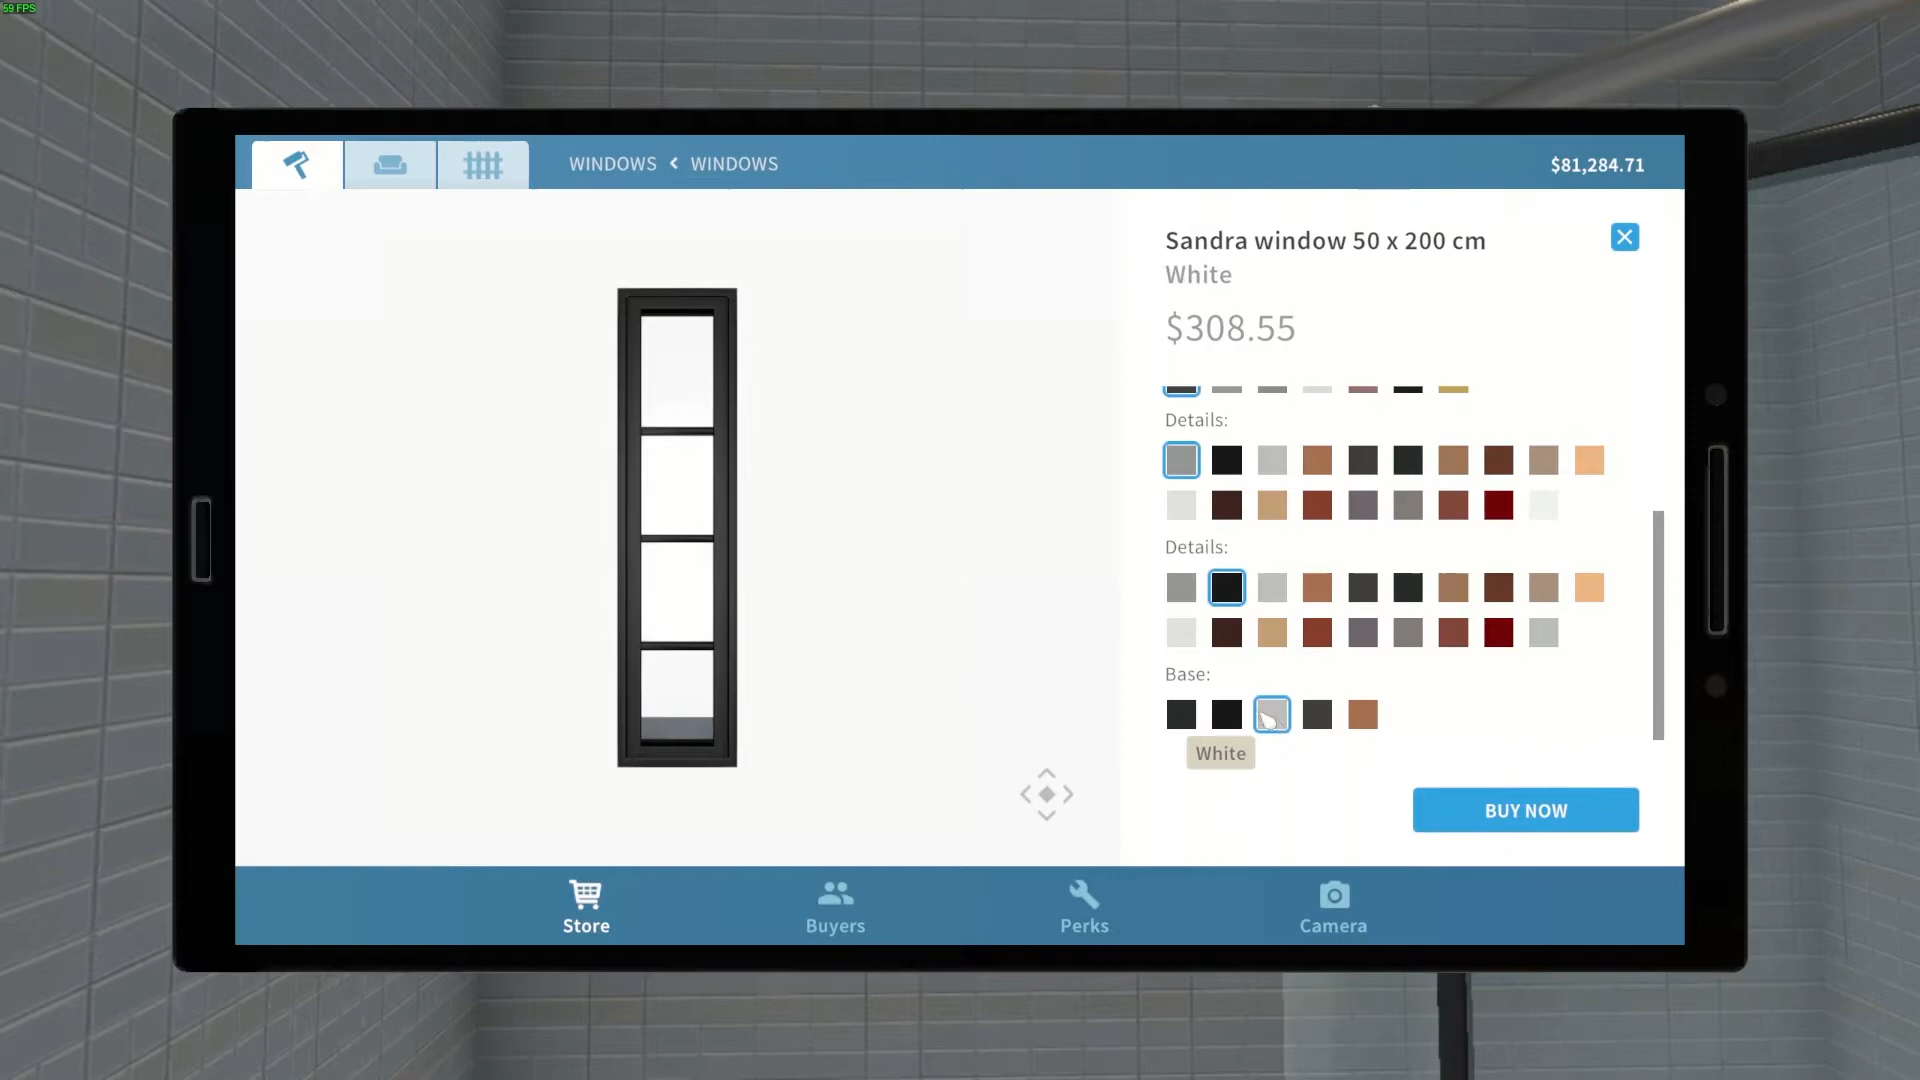 59 FPS
WINDOWS < WINDOWS
$81,284.71
Sandra window 50 x 200 cm
White
$308.55
Details:
Details:
Base:
White
BUY NOW
Store
Buyers
Perks
Camera